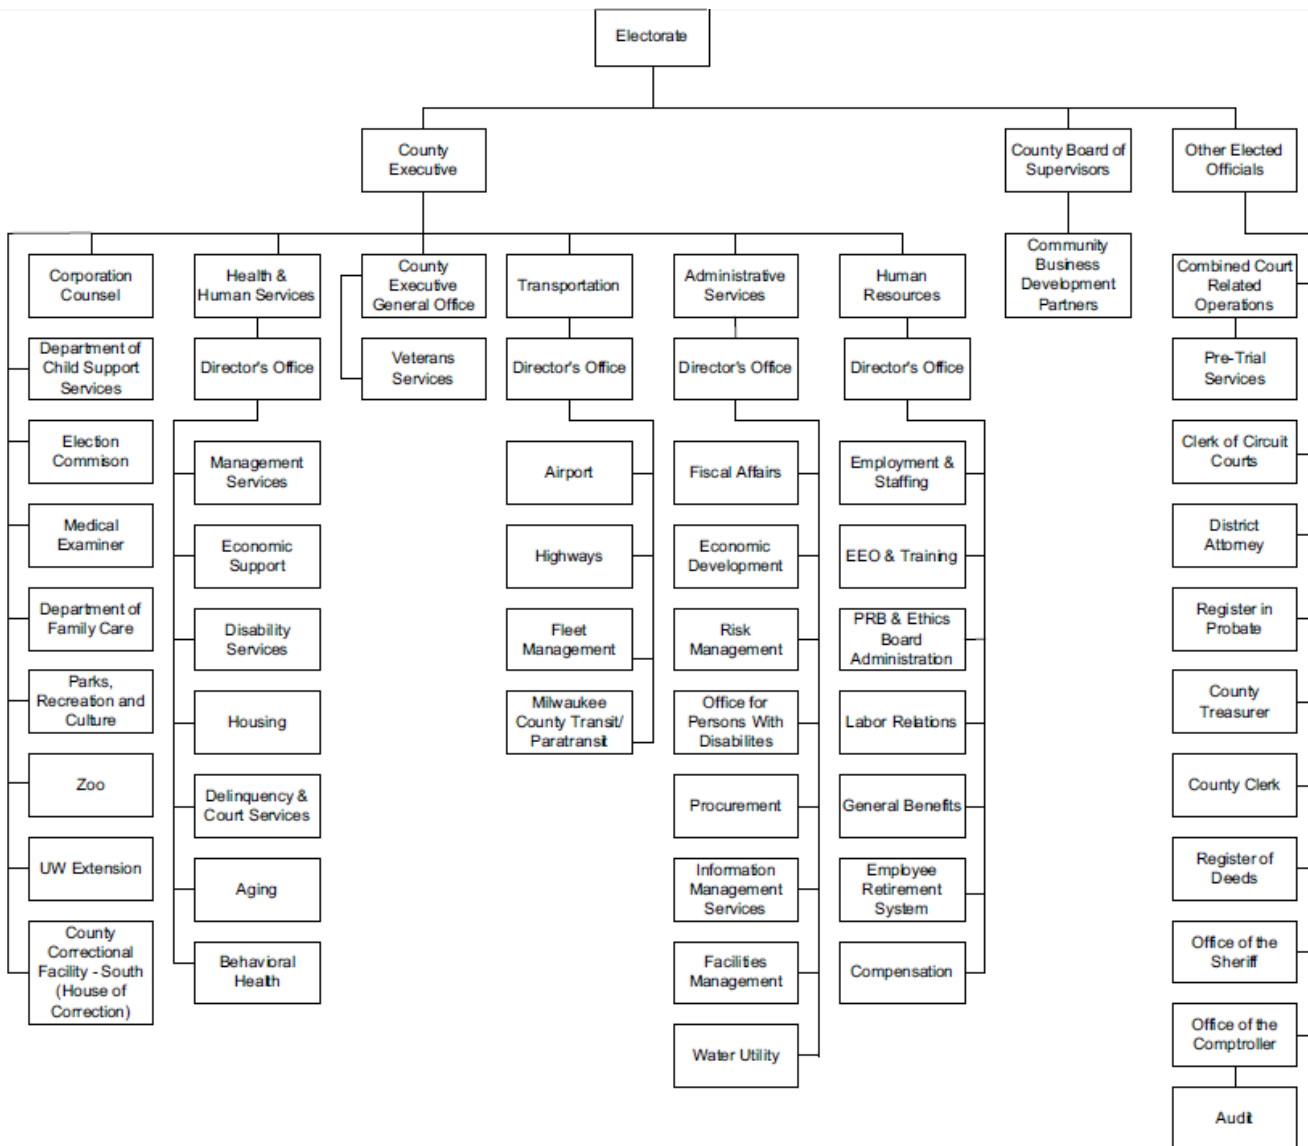 Electorate
County
Executive
County Board of
Supervisors
Other Elected
Officials
Corporation
Counsel
Health &
Human Services
County
Executive
General Office
Transportation
Administrative
Services
Human
Resources
Community
Business
Development
Partners
Combined Court
Related
Operations
Department of
Child Support
Services
Director's Office
Veterans
Services
Director's Office
Director's Office
Director's Office
Pre-Trial
Services
Election
Commison
Management
Services
Airport
Fiscal Affairs
Employment &
Staffing
Clerk of Circuit
Courts
Medical
Examiner
Economic
Support
Highways
Economic
Development
EEO & Training
District
Attorney
Department of
Family Care
Disability
Services
Fleet
Management
Risk
Management
PRB & Ethics
Board
Administration
Register in
Probate
Parks,
Recreation and
Culture
Housing
Milwaukee
County Transit/
Paratransit
Office for
Persons With
Disabilites
Labor Relations
County
Treasurer
Zoo
Delinquency &
Court Services
Procurement
General Benefits
County Clerk
UW Extension
Aging
Information
Management
Services
Employee
Retirement
System
Register of
Deeds
County
Correctional
Facility - South
(House of
Correction)
Behavioral
Health
Facilities
Management
Compensation
Office of the
Sheriff
Water Utility
Office of the
Comptroller
Audit